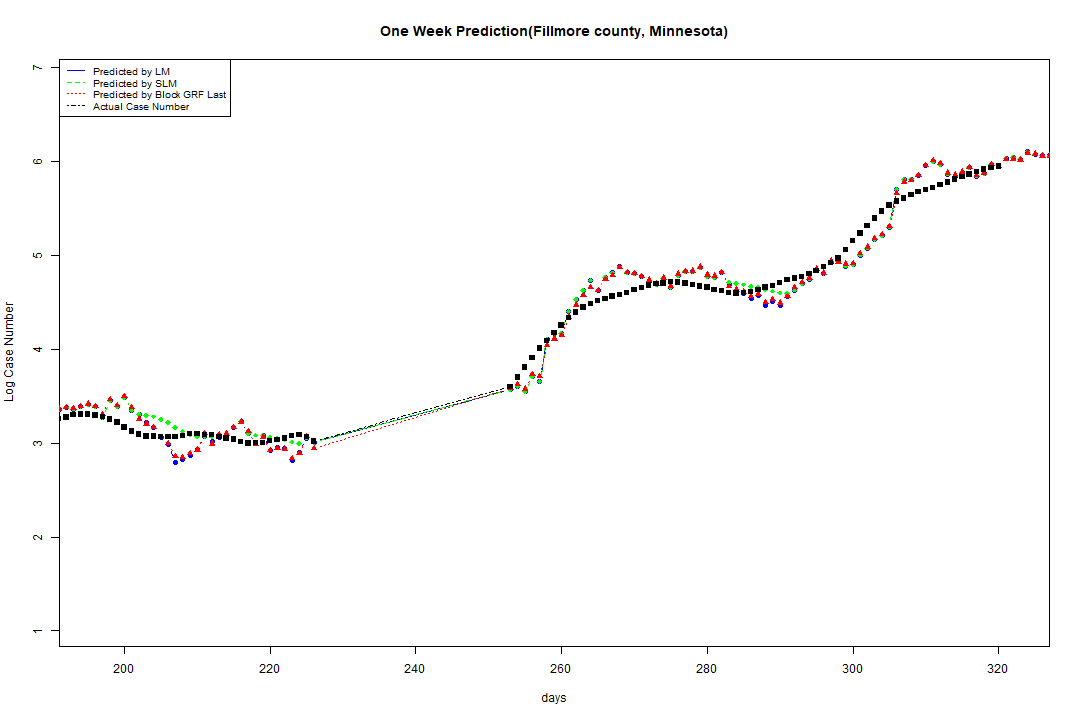 One Week Prediction(Fillmore county, Minnesota)
Predicted by LM
Predicted by SLM
Predicted by Block GRF Last
Actual Case Number
7
6
5
4
3
2
1
Log Case Number
200 220 240 260 280 300 320
days